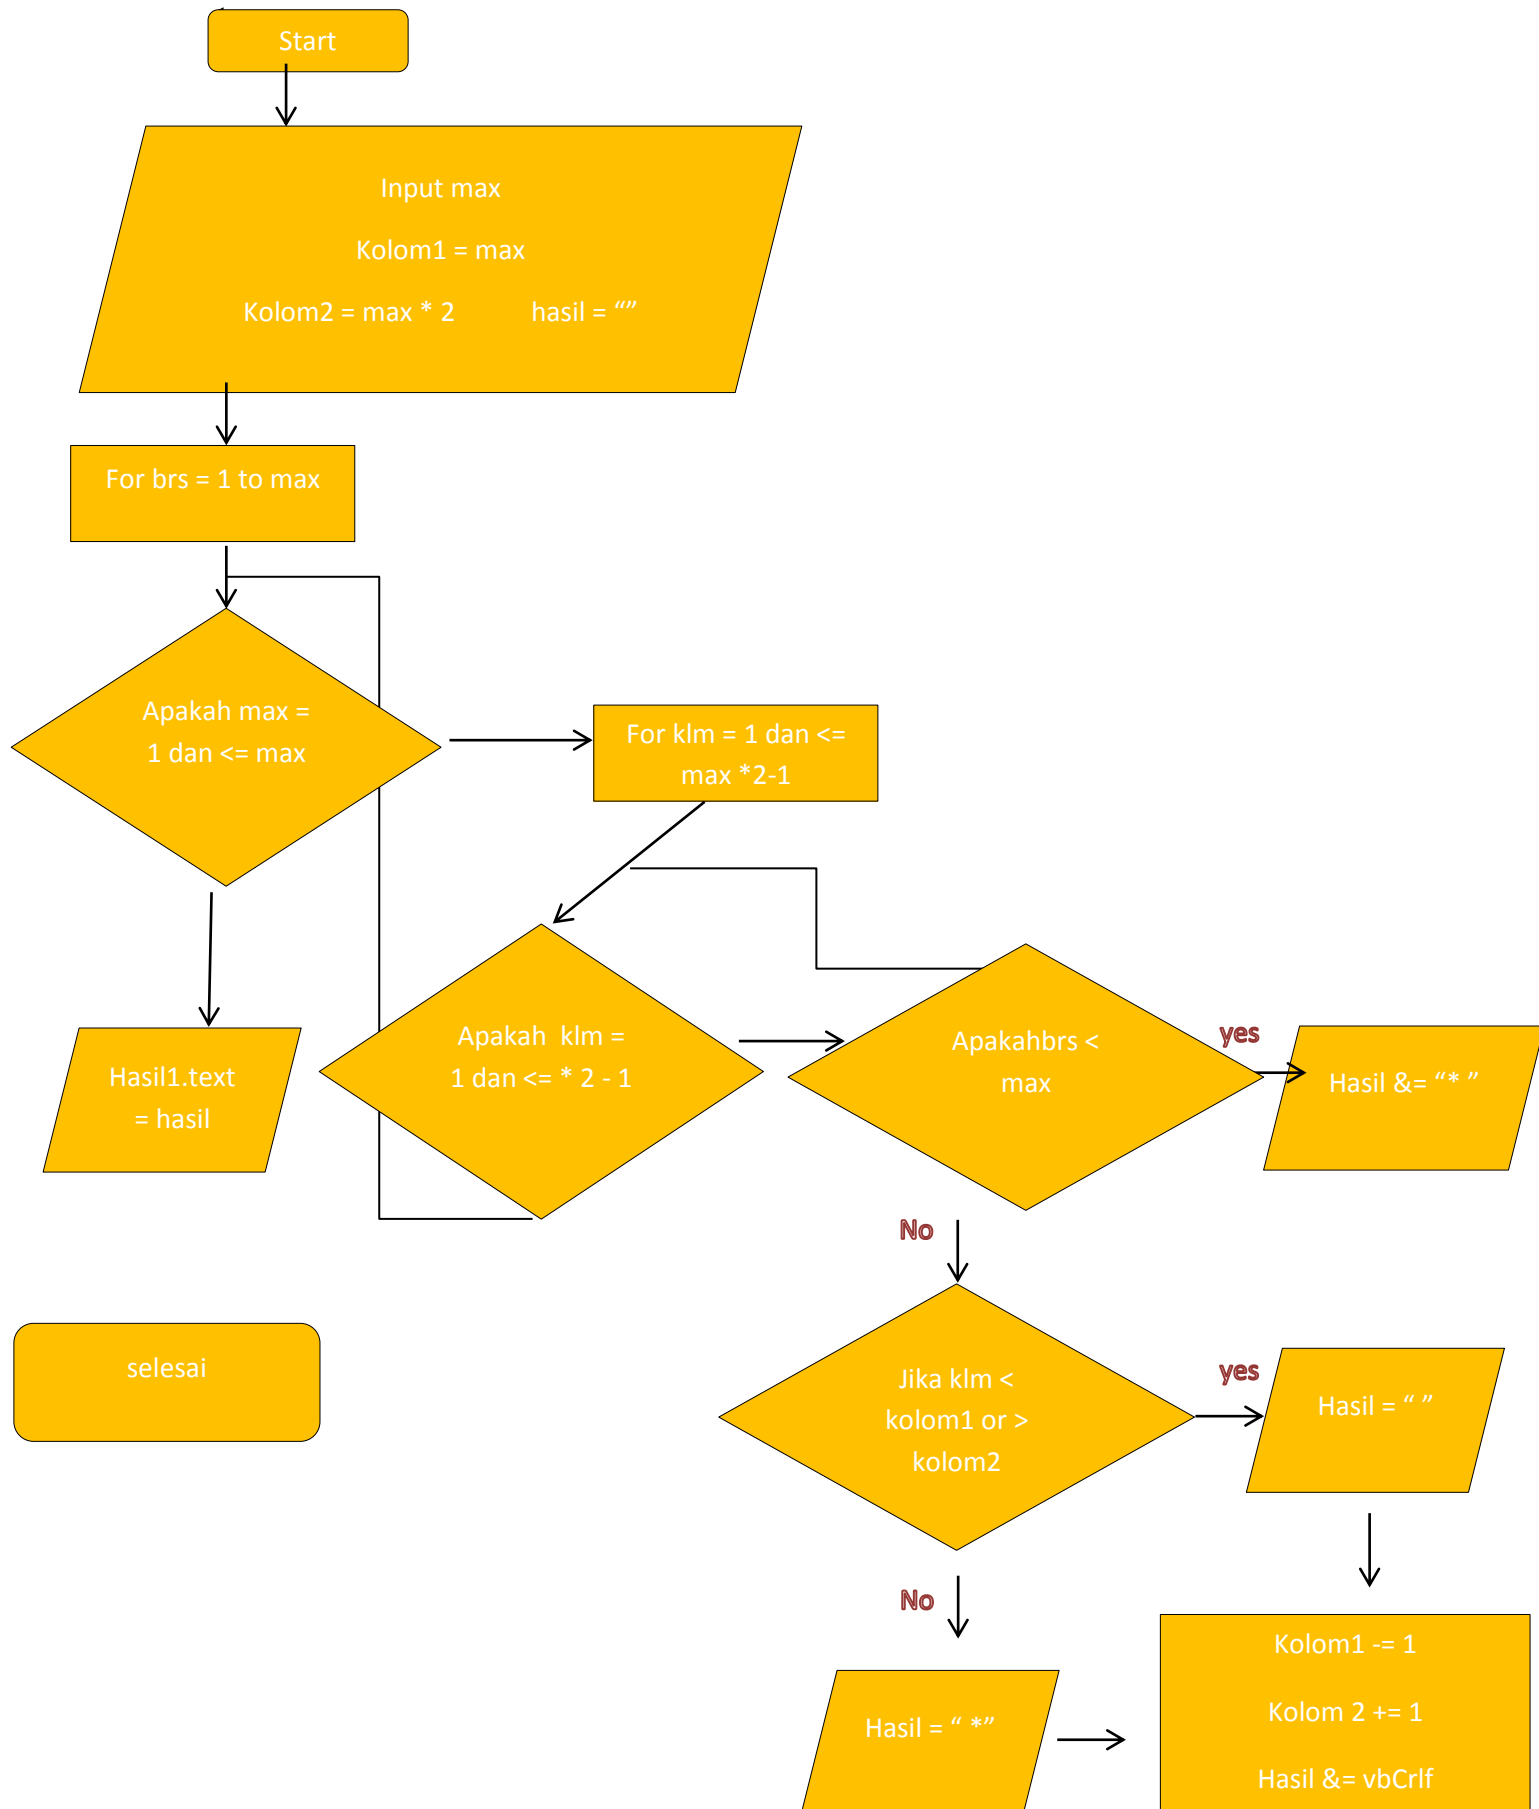 Start
Input max
Kolom1 = max
Kolom2 = max * 2 hasil = “”
For brs = 1 to max
Apakah max =
1 dan <= max
For klm = 1 dan <=
max *2-1
Apakah klm =
1 dan <= * 2 - 1
Apakahbrs <
max
yes
Hasil &= “* ”
Hasil1.text
= hasil
No
selesai
Jika klm <
kolom1 or >
kolom2
yes
Hasil = “ ”
No
Hasil = “ *”
Kolom1 -= 1
Kolom 2 += 1
Hasil &= vbCrlf